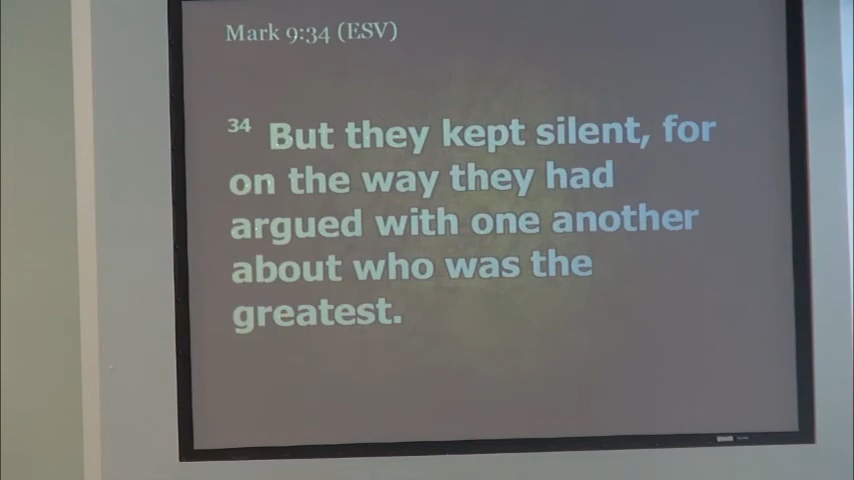 Mark 9:34 (ESV)
34 But they kept silent, for
on the way they had
argued with one another
about who was the
greatest.